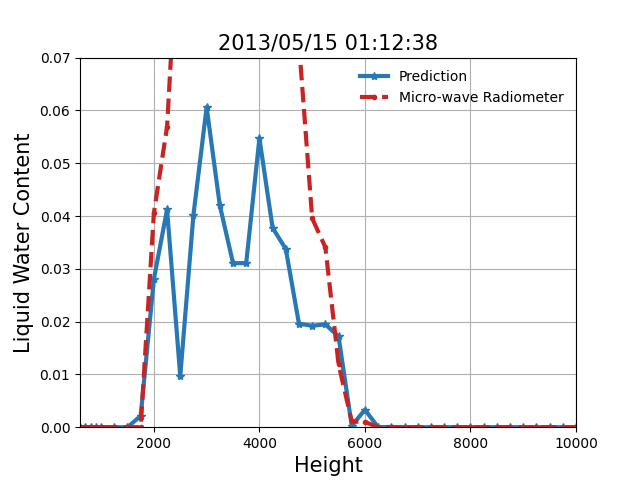 2013/05/15 01:12:38
0.07
0.06
0.05
0.04
0.03
0.02
0.01
0.00
Liquid Water Content
Prediction
Micro-wave Radiometer
2000 4000 6000 8000 10000
Height